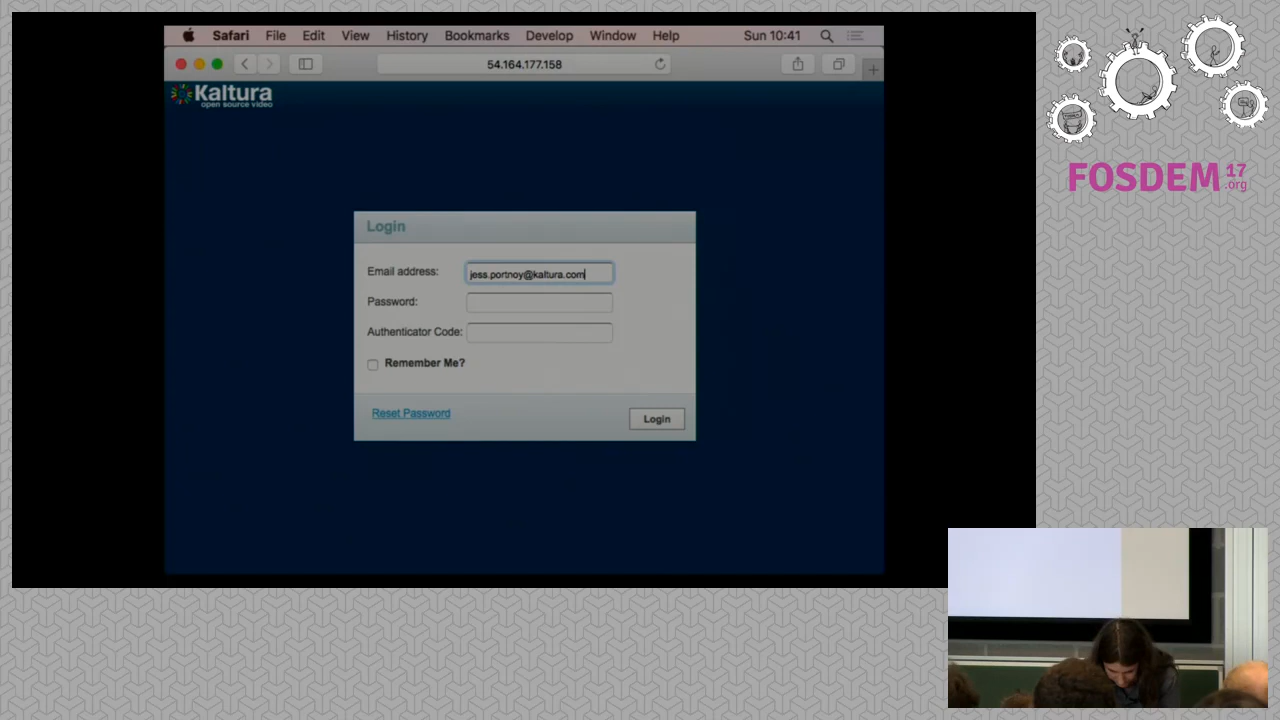 Safari File Edit View History Bookmarks Develop Window Help Sun 10:41
54.164.177.158
Kaltura
open source video
Login
Email address: jess.portnoy@kaltura.com
Password:
Authenticator Code:
Remember Me?
Reset Password Login
FOSDEM 17
.org